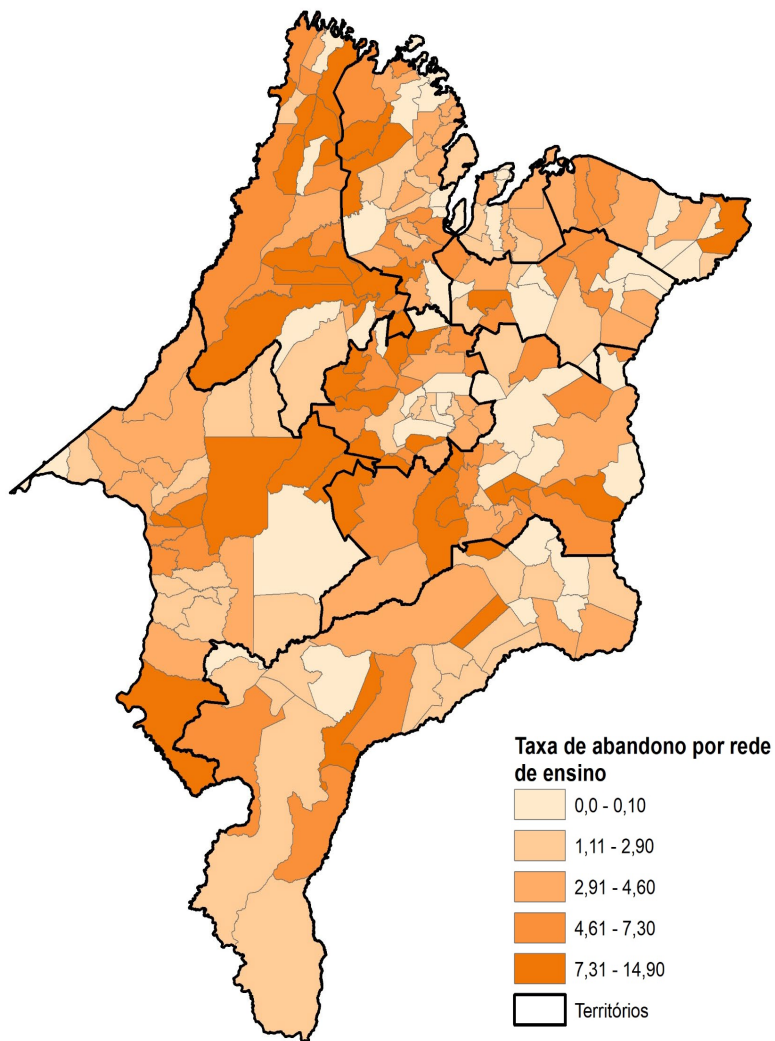 Taxa de abandono por rede
de ensino
0,0 - 0,10
1,11 - 2,90
2,91 - 4,60
4,61 - 7,30
7,31 - 14,90
Territórios